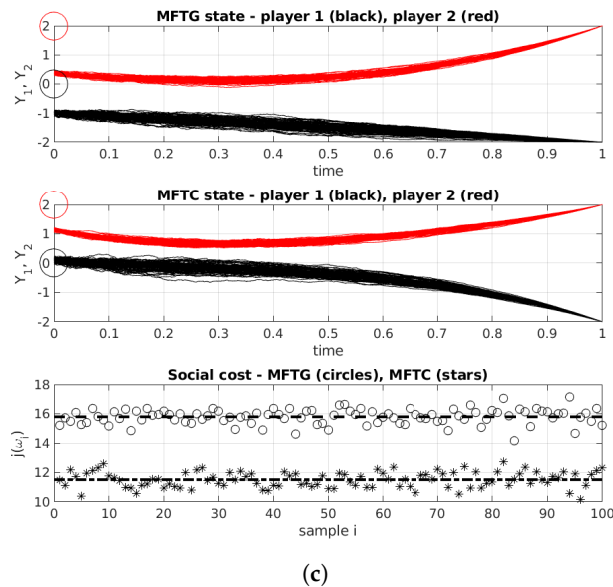 MFTG state - player 1 (black), player 2 (red)
2
1
0
-1
-2
Y₁, Y₂
0 0.1 0.2 0.3 0.4 0.5 0.6 0.7 0.8 0.9 1
time
MFTC state - player 1 (black), player 2 (red)
2
1
0
-1
-2
Y₁, Y₂
0 0.1 0.2 0.3 0.4 0.5 0.6 0.7 0.8 0.9 1
time
Social cost - MFTG (circles), MFTC (stars)
18
16
14
12
10
j(ωᵢ)
0 10 20 30 40 50 60 70 80 90 100
sample i
(c)